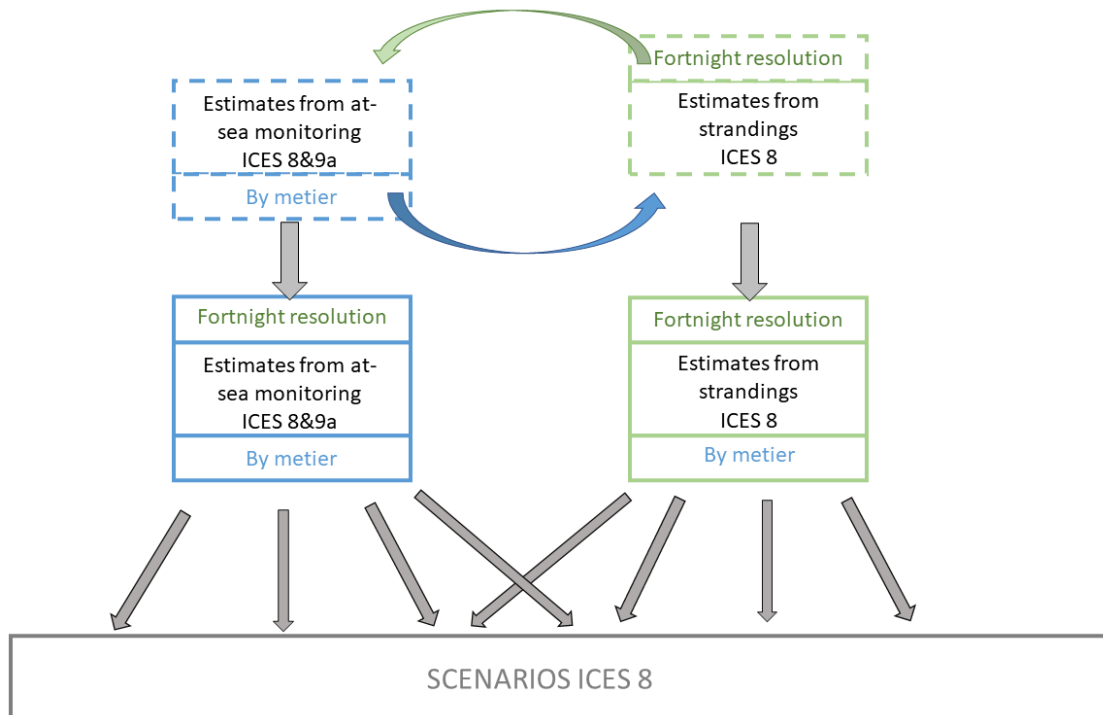 Fortnight resolution
Estimates from at-
sea monitoring
ICES 8&9a
By metier
Estimates from
strandings
ICES 8
Fortnight resolution
Estimates from at-
sea monitoring
ICES 8&9a
By metier
Fortnight resolution
Estimates from
strandings
ICES 8
By metier
SCENARIOS ICES 8